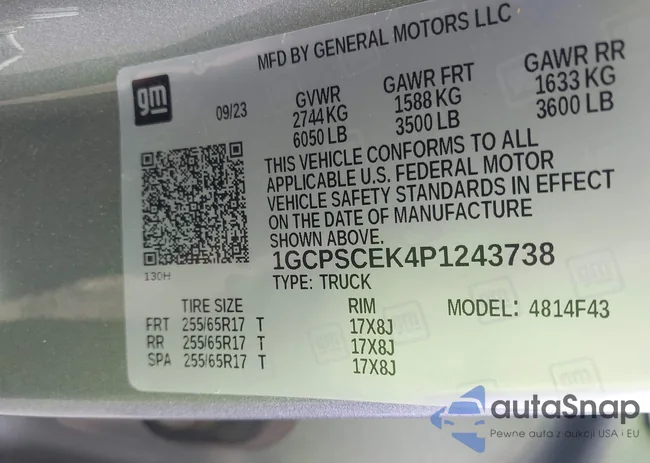 MFD BY GENERAL MOTORS LLC
gm
09/23
GVWR
2744 KG
6050 LB
GAWR FRT
1588 KG
3500 LB
GAWR RR
1633 KG
3600 LB
THIS VEHICLE CONFORMS TO ALL
APPLICABLE U.S. FEDERAL MOTOR
VEHICLE SAFETY STANDARDS IN EFFECT
ON THE DATE OF MANUFACTURE
SHOWN ABOVE.
1GCPSCEK4P1243738
TYPE: TRUCK
130H
TIRE SIZE RIM MODEL: 4814F43
FRT 255/65R17 T 17X8J
RR 255/65R17 T 17X8J
SPA 255/65R17 T 17X8J
autaSnap
Pewne auta z aukcji USA i EU